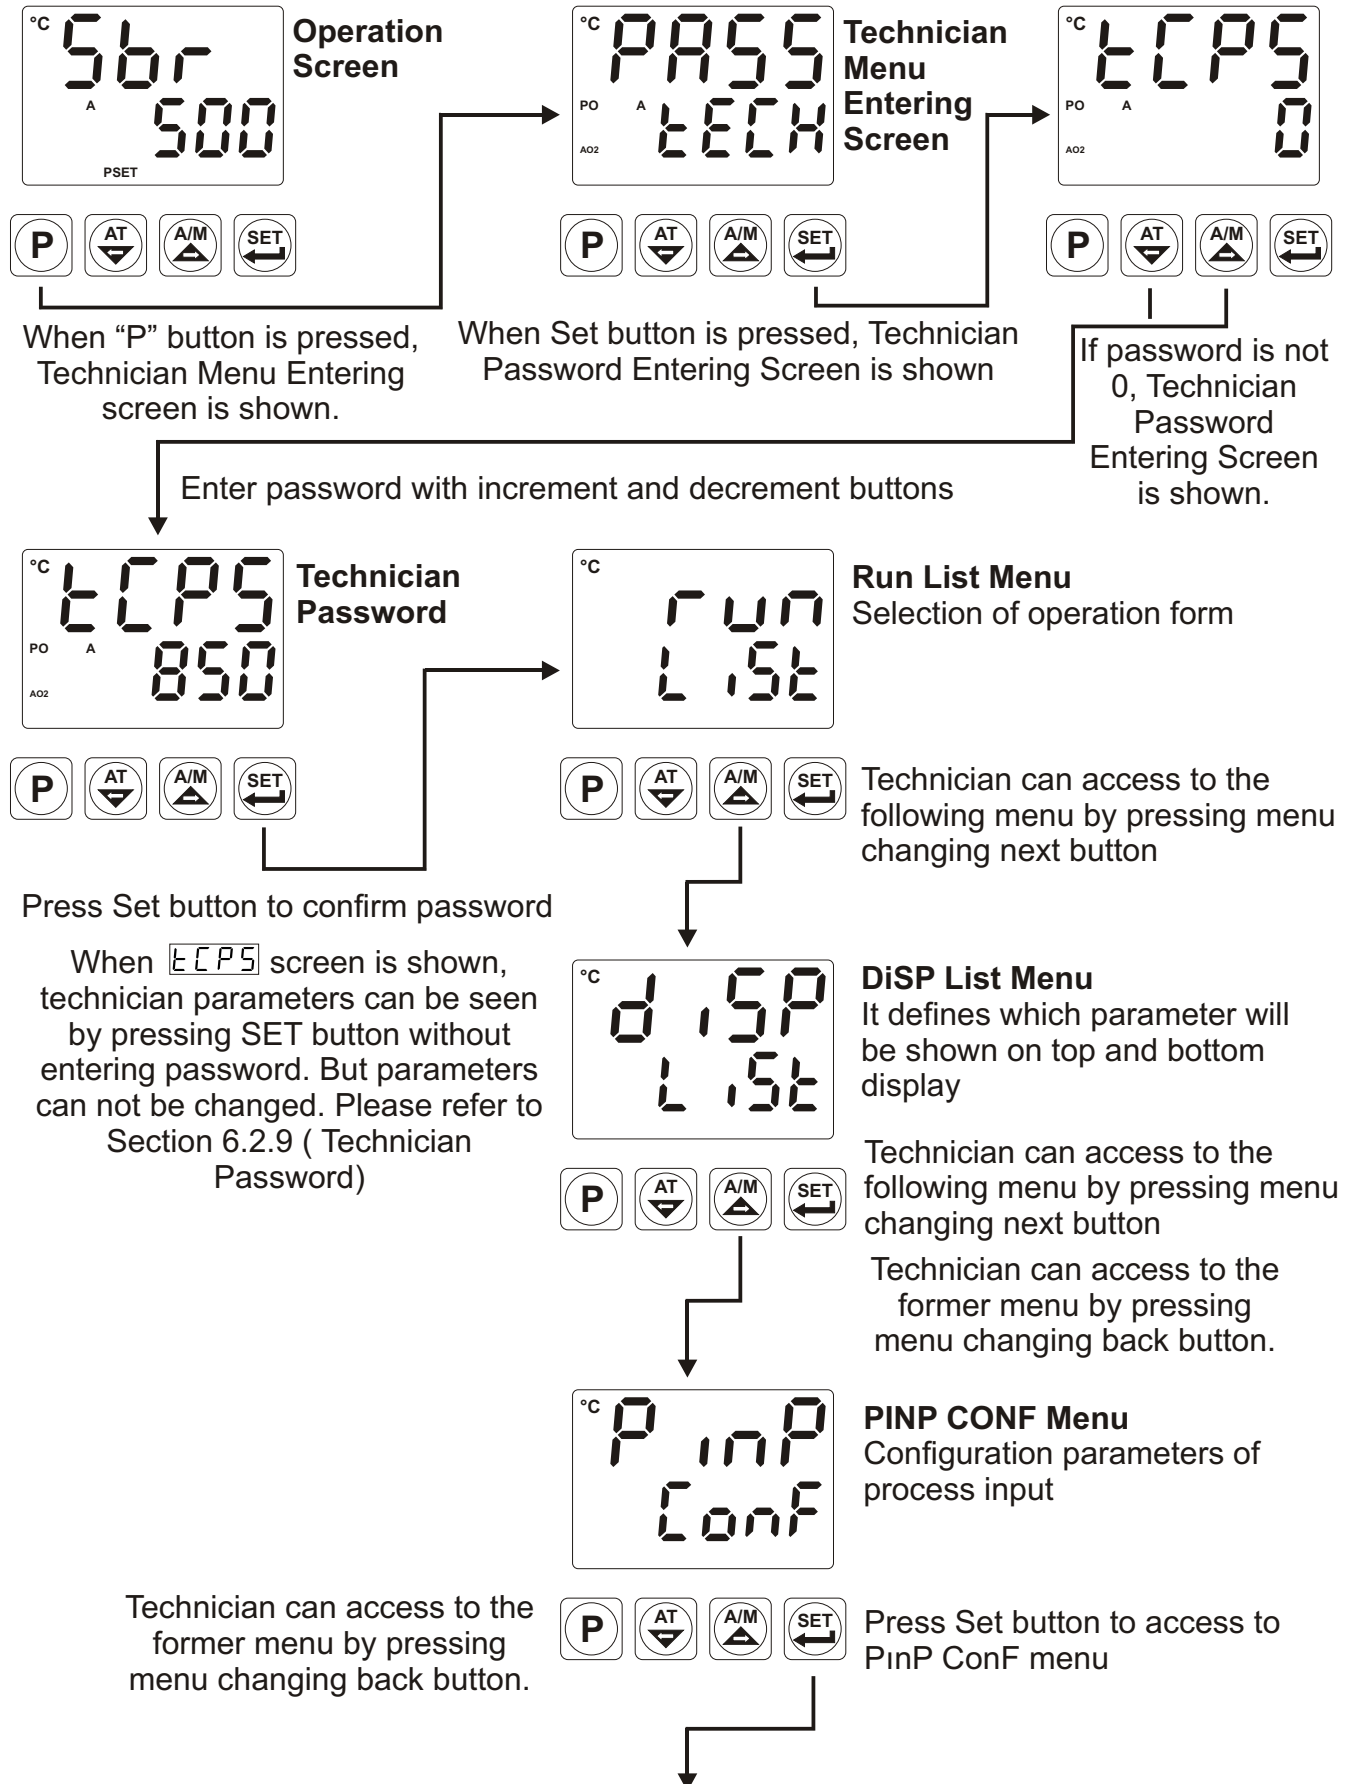 °C
Sbr
A
500
PSET
Operation
Screen
P
AT
A/M
SET
When “P” button is pressed,
Technician Menu Entering
screen is shown.
°C
PASS
PO
A
tECH
AO2
Technician
Menu
Entering
Screen
P
AT
A/M
SET
When Set button is pressed, Technician
Password Entering Screen is shown
°C
tCPS
PO
A
0
AO2
P
AT
A/M
SET
If password is not
0, Technician
Password
Entering Screen
is shown.
Enter password with increment and decrement buttons
°C
tCPS
PO
A
850
AO2
Technician
Password
P
AT
A/M
SET
Press Set button to confirm password
When tCPS screen is shown,
technician parameters can be seen
by pressing SET button without
entering password. But parameters
can not be changed. Please refer to
Section 6.2.9 ( Technician
Password)
°C
run
LiSt
Run List Menu
Selection of operation form
P
AT
A/M
SET
Technician can access to the
following menu by pressing menu
changing next button
°C
diSP
LiSt
DiSP List Menu
It defines which parameter will
be shown on top and bottom
display
P
AT
A/M
SET
Technician can access to the
following menu by pressing menu
changing next button
Technician can access to the
former menu by pressing
menu changing back button.
°C
PinP
ConF
PINP CONF Menu
Configuration parameters of
process input
Technician can access to the
former menu by pressing
menu changing back button.
P
AT
A/M
SET
Press Set button to access to
PınP ConF menu